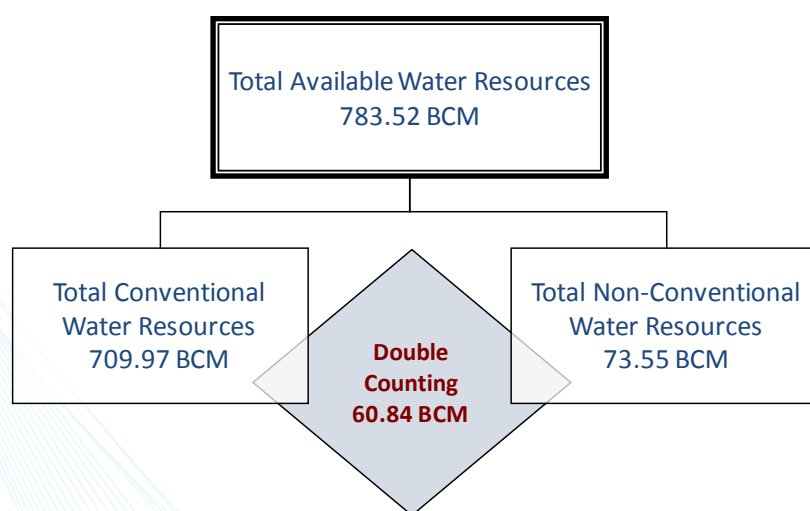 Total Available Water Resources
783.52 BCM
Total Conventional
Water Resources
709.97 BCM
Double
Counting
60.84 BCM
Total Non-Conventional
Water Resources
73.55 BCM